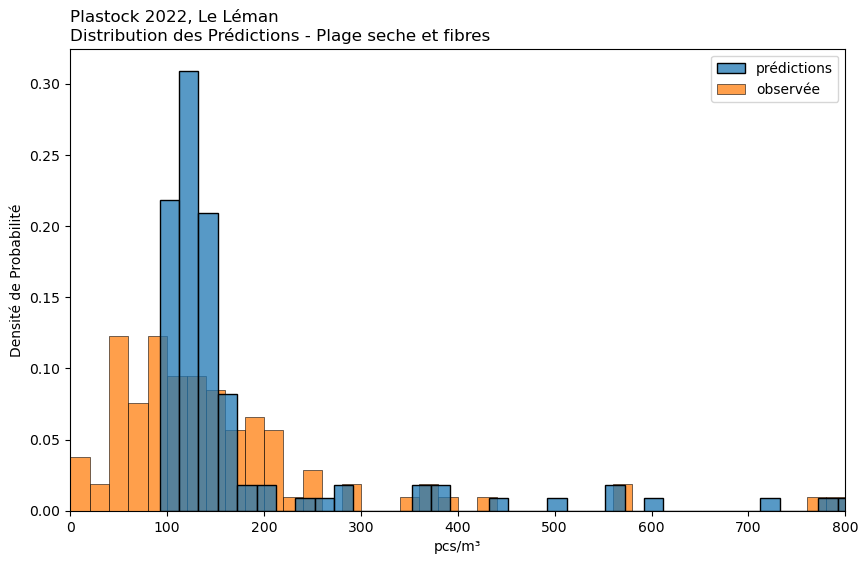 Plastock 2022, Le Léman
Distribution des Prédictions - Plage seche et fibres
prédictions
observée
Densité de Probabilité
0.30
0.25
0.20
0.15
0.10
0.05
0.00
0 100 200 300 400 500 600 700 800
pcs/m³